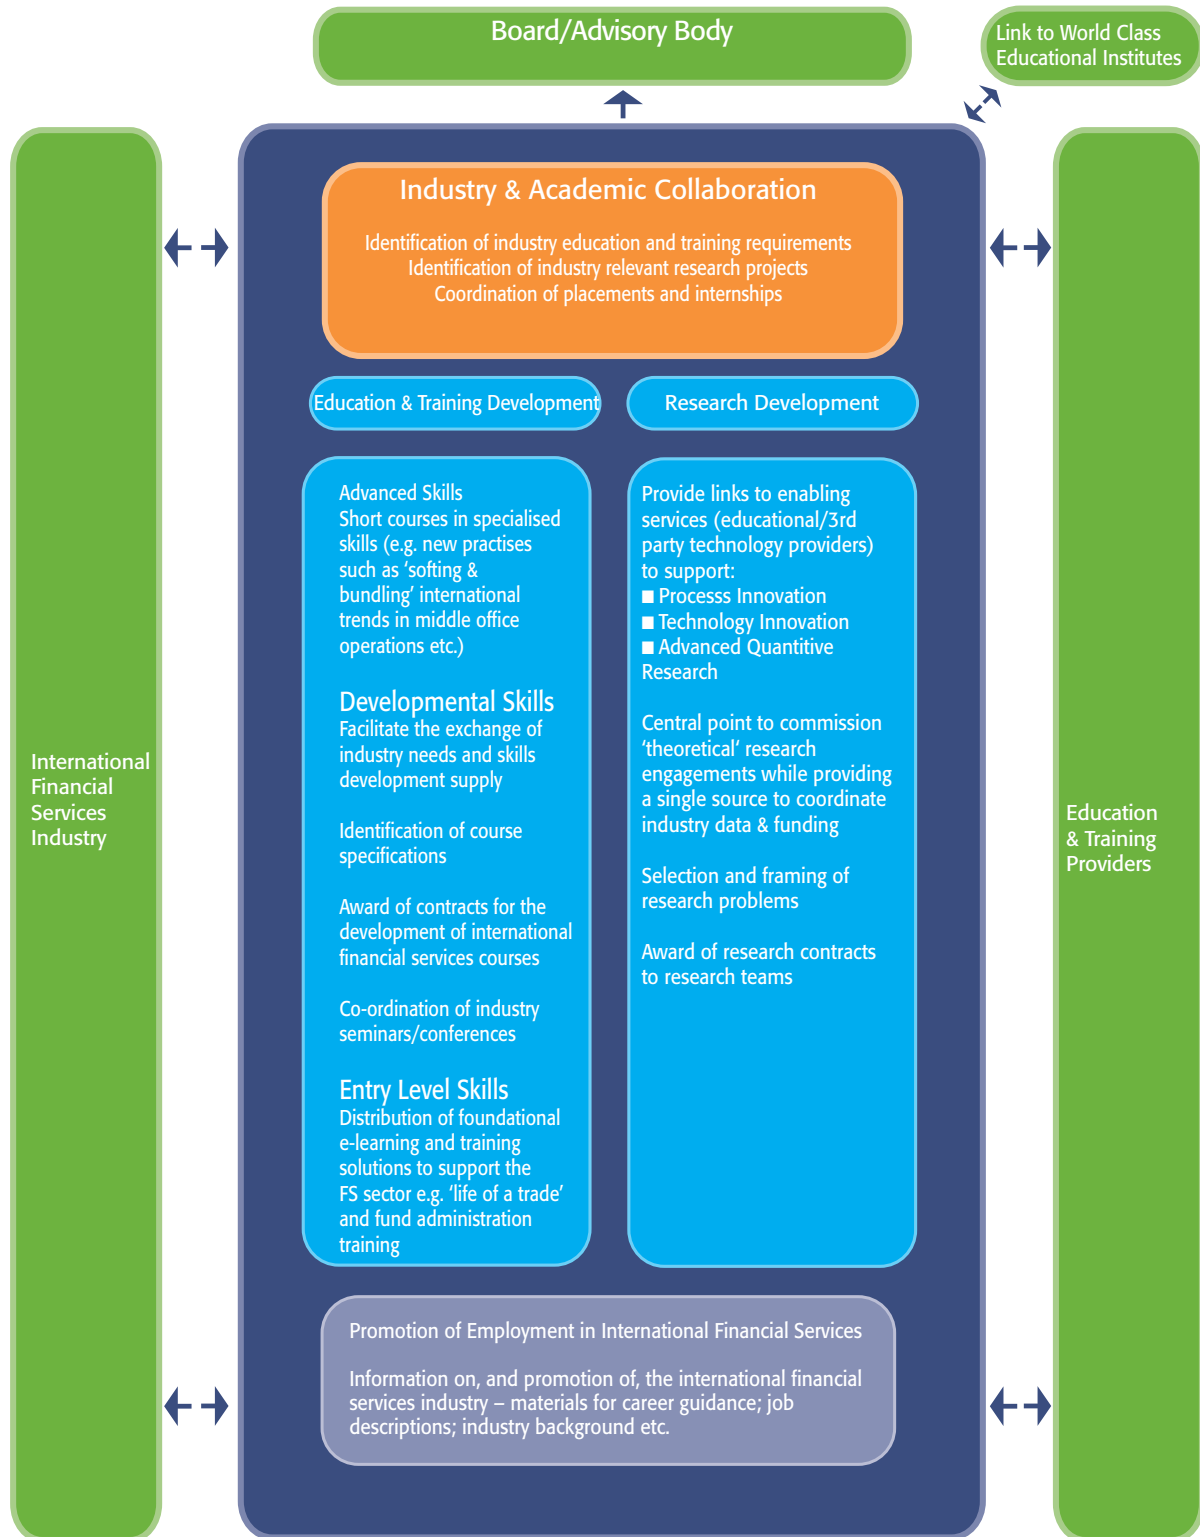 Board/Advisory Body
Link to World Class
Educational Institutes
International
Financial
Services
Industry
Industry & Academic Collaboration
Identification of industry education and training requirements
Identification of industry relevant research projects
Coordination of placements and internships
Education & Training Development
Research Development
Advanced Skills
Short courses in specialised
skills (e.g. new practises
such as ‘softing &
bundling’ international
trends in middle office
operations etc.)
Developmental Skills
Facilitate the exchange of
industry needs and skills
development supply
Identification of course
specifications
Award of contracts for the
development of international
financial services courses
Co-ordination of industry
seminars/conferences
Entry Level Skills
Distribution of foundational
e-learning and training
solutions to support the
FS sector e.g. ‘life of a trade’
and fund administration
training
Provide links to enabling
services (educational/3rd
party technology providers)
to support:
■ Processs Innovation
■ Technology Innovation
■ Advanced Quantitive
Research
Central point to commission
‘theoretical’ research
engagements while providing
a single source to coordinate
industry data & funding
Selection and framing of
research problems
Award of research contracts
to research teams
Promotion of Employment in International Financial Services
Information on, and promotion of, the international financial
services industry – materials for career guidance; job
descriptions; industry background etc.
Education
& Training
Providers